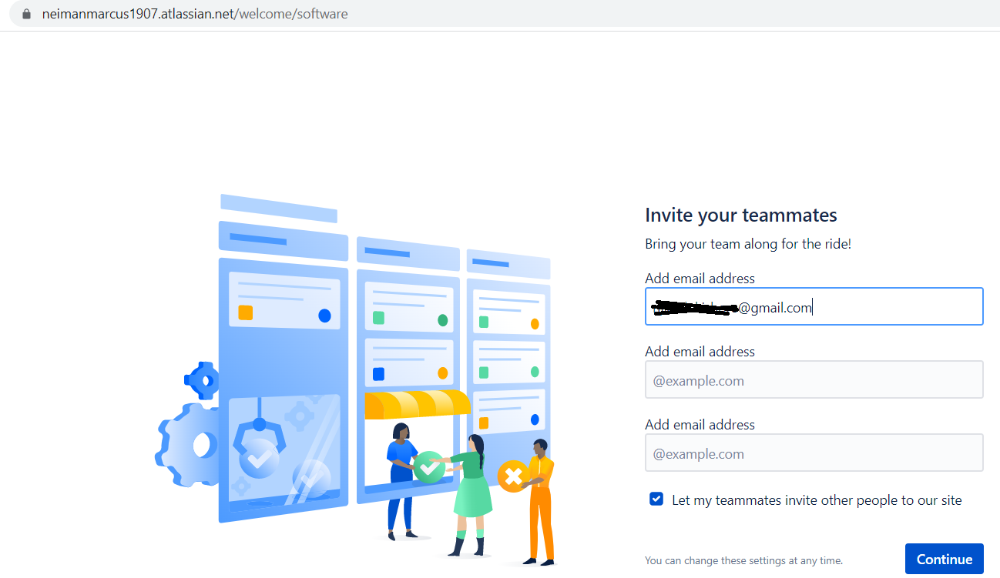 neimanmarcus1907.atlassian.net/welcome/software
Invite your teammates
Bring your team along for the ride!
Add email address
@gmail.com
Add email address
@example.com
Add email address
@example.com
Let my teammates invite other people to our site
You can change these settings at any time.
Continue